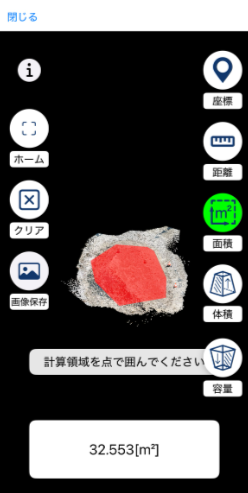 閉じる
i
座標
ホーム
距離
クリア
m²
面積
画像保存
体積
計算領域を点で囲んでください
容量
32.553[m²]